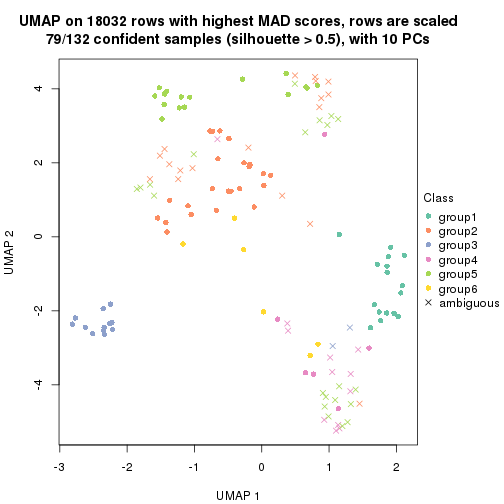 UMAP on 18032 rows with highest MAD scores, rows are scaled
79/132 confident samples (silhouette > 0.5), with 10 PCs
UMAP 2
4
2
0
-2
-4
-3
-2
-1
0
1
2
UMAP 1
Class
group1
group2
group3
group4
group5
group6
ambiguous